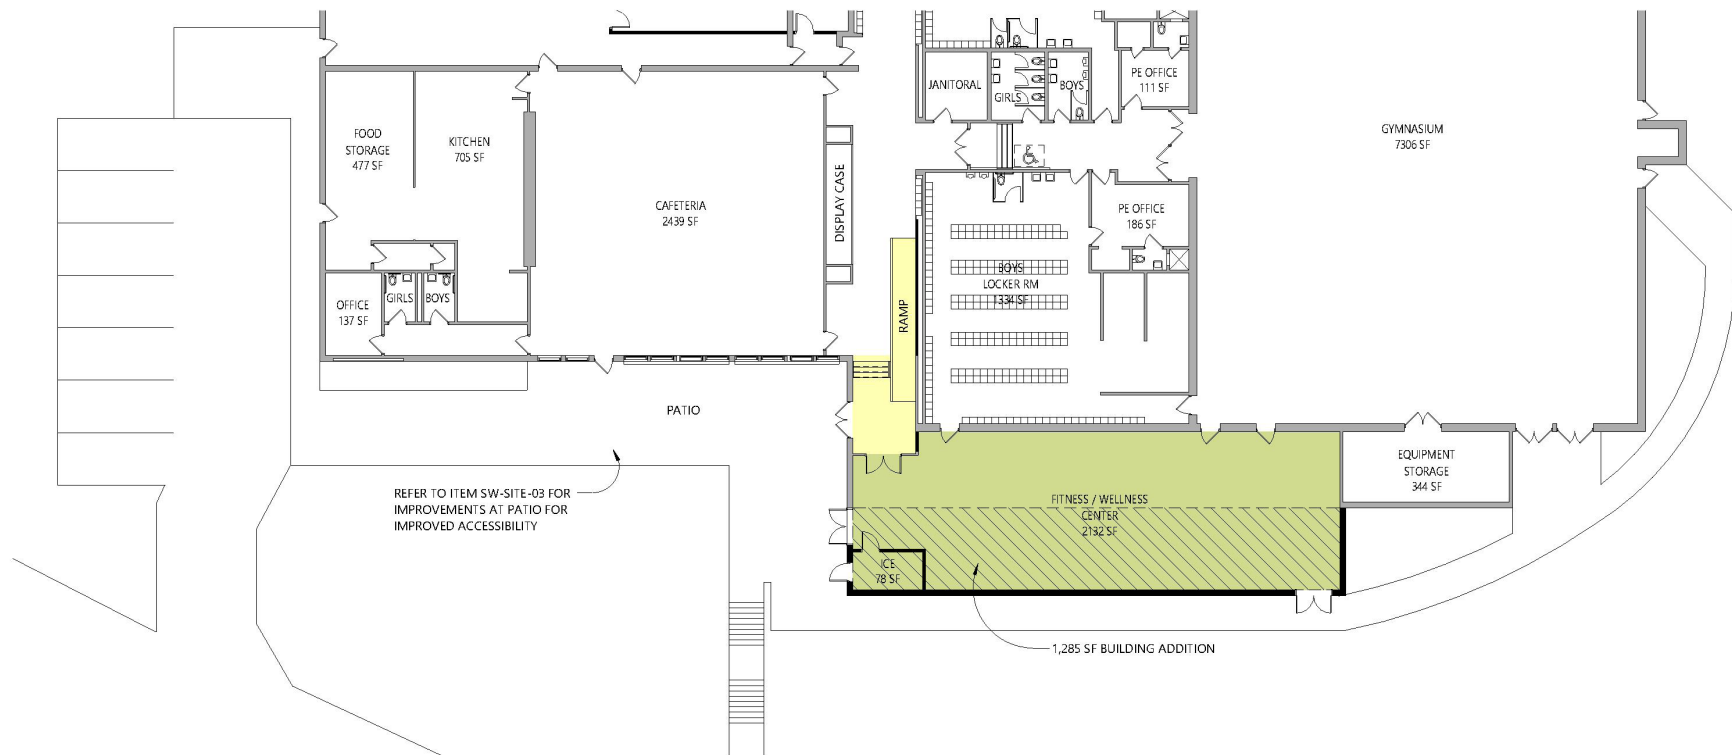 JANITORAL
GIRLS
BOYS
PE OFFICE
111 SF
GYMNASIUM
7306 SF
FOOD
STORAGE
477 SF
KITCHEN
705 SF
CAFETERIA
2439 SF
DISPLAY CASE
PE OFFICE
186 SF
BOYS
LOCKER RM
1334 SF
OFFICE
137 SF
GIRLS
BOYS
RAMP
PATIO
REFER TO ITEM SW-SITE-03 FOR
IMPROVEMENTS AT PATIO FOR
IMPROVED ACCESSIBILITY
EQUIPMENT
STORAGE
344 SF
FITNESS / WELLNESS
CENTER
2132 SF
ICE
78 SF
1,285 SF BUILDING ADDITION